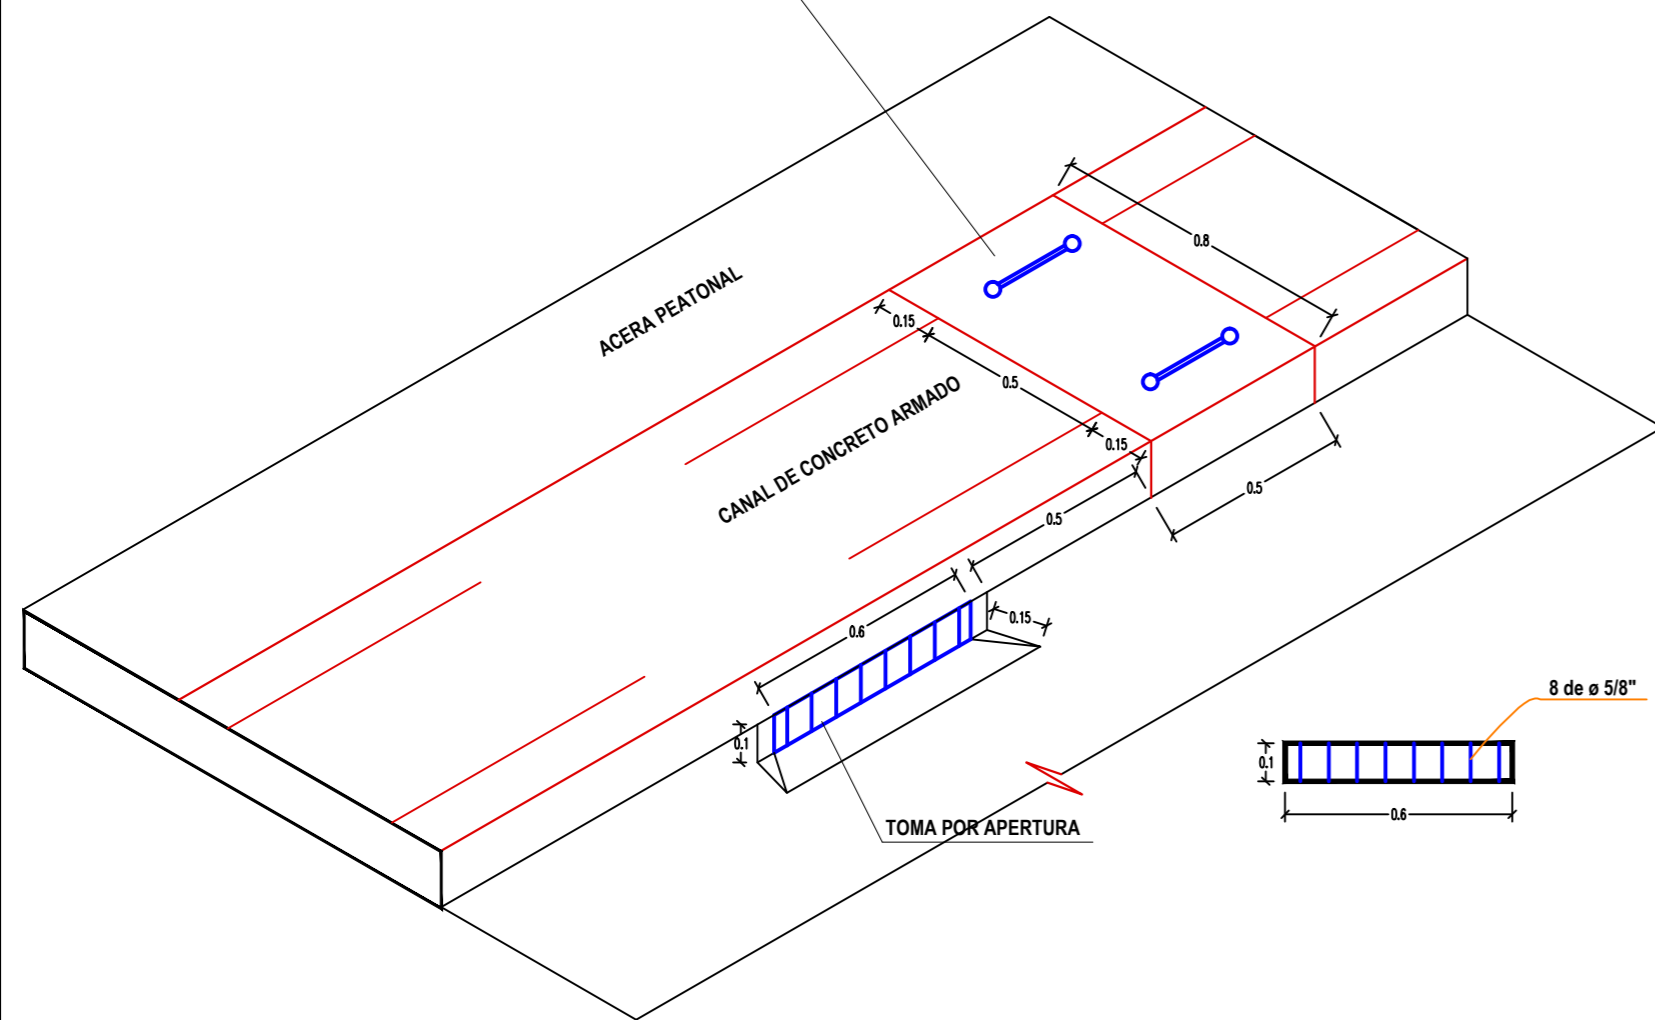 0.8
ACERA PEATONAL
0.15
0.5
CANAL DE CONCRETO ARMADO
0.15
0.5
0.5
0.6
0.15
0.1
TOMA POR APERTURA
8 de ø 5/8"
0.1
0.6